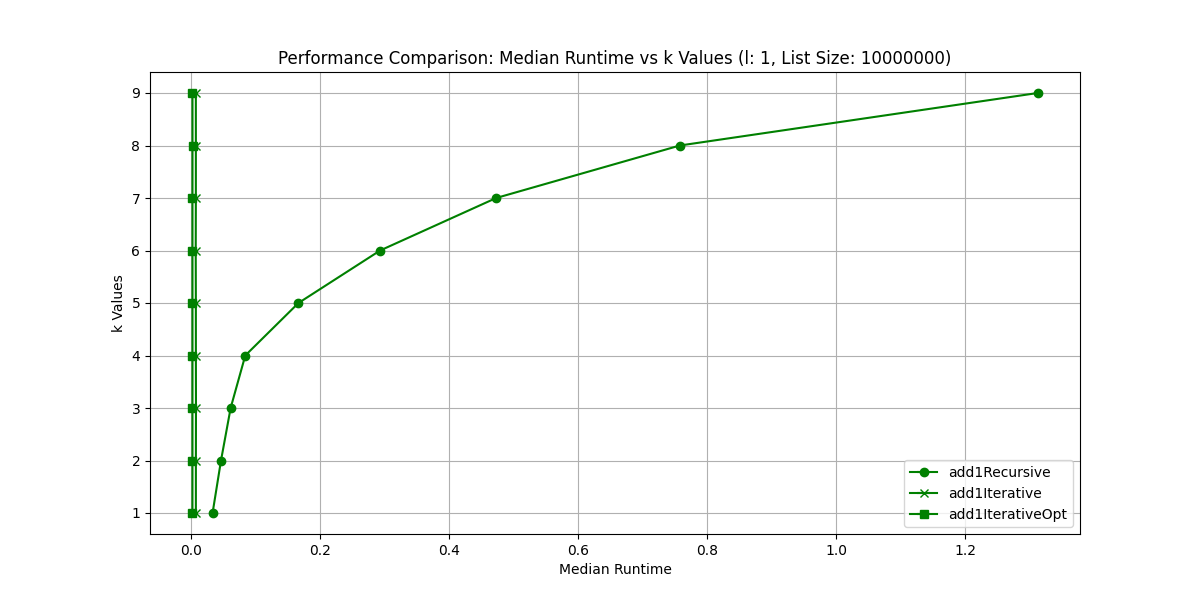 Performance Comparison: Median Runtime vs k Values (l: 1, List Size: 10000000)
k Values
9
8
7
6
5
4
3
2
1
add1Recursive
add1Iterative
add1IterativeOpt
0.0 0.2 0.4 0.6 0.8 1.0 1.2
Median Runtime